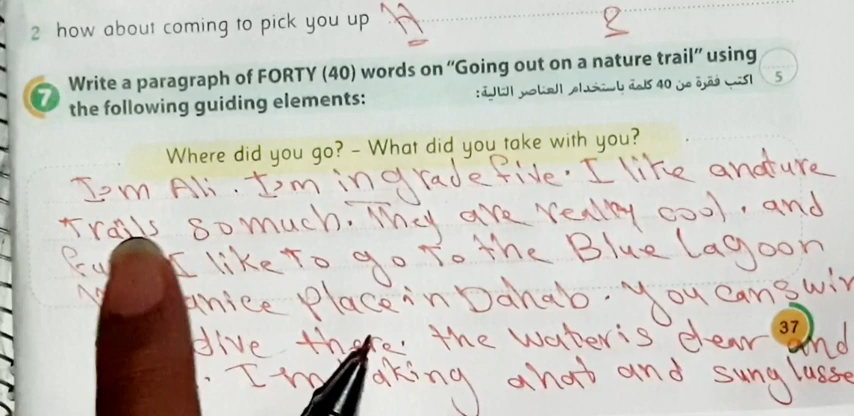 2 how about coming to pick you up A ?
7 Write a paragraph of FORTY (40) words on “Going out on a nature trail” using
the following guiding elements:
اكتب فقرة من 40 كلمة باستخدام العناصر التالية:
5
Where did you go? – What did you take with you?
I'm Ali. I'm in grade five. I like a nature
trails so much. They are really cool. and
I like to go to the Blue Lagoon
a nice place in Dahab. You can swim
dive there. the water is clear and
37
I'm taking a hat and sunglasse